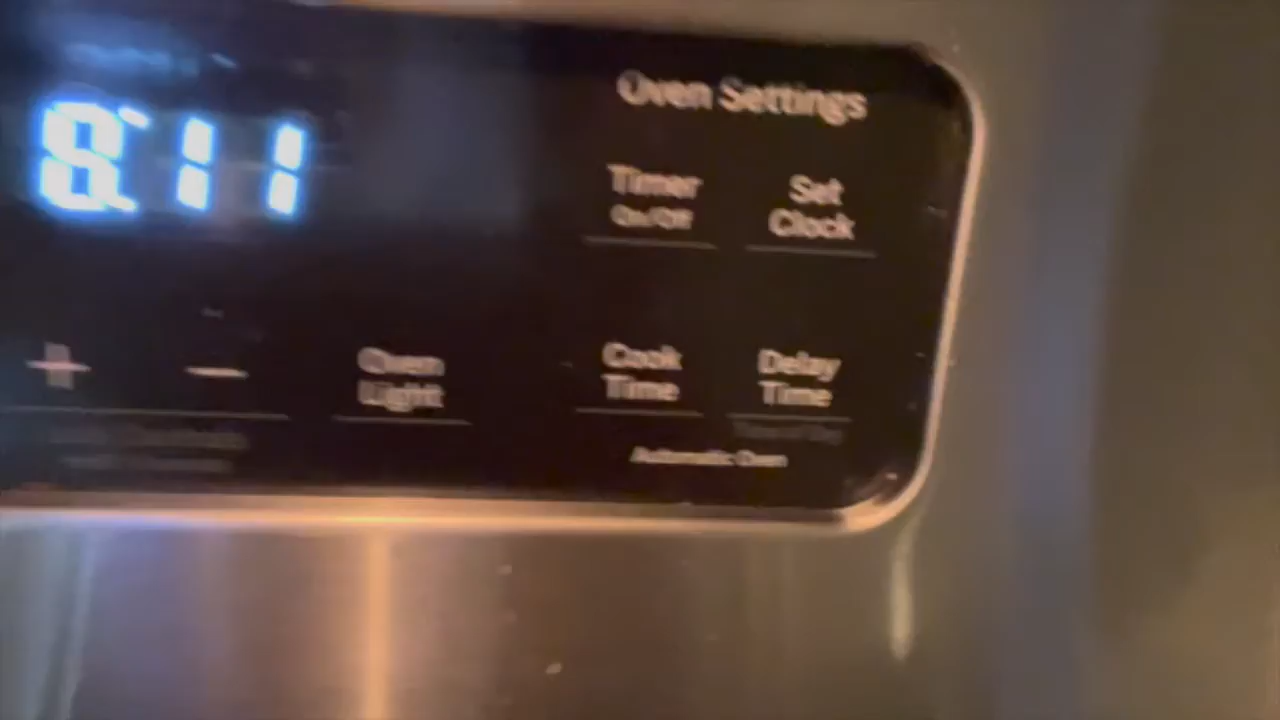 Oven Settings
8:11
Timer
On/Off
Set
Clock
+ -
Oven
Light
Cook
Time
Delay
Time
Automatic Oven